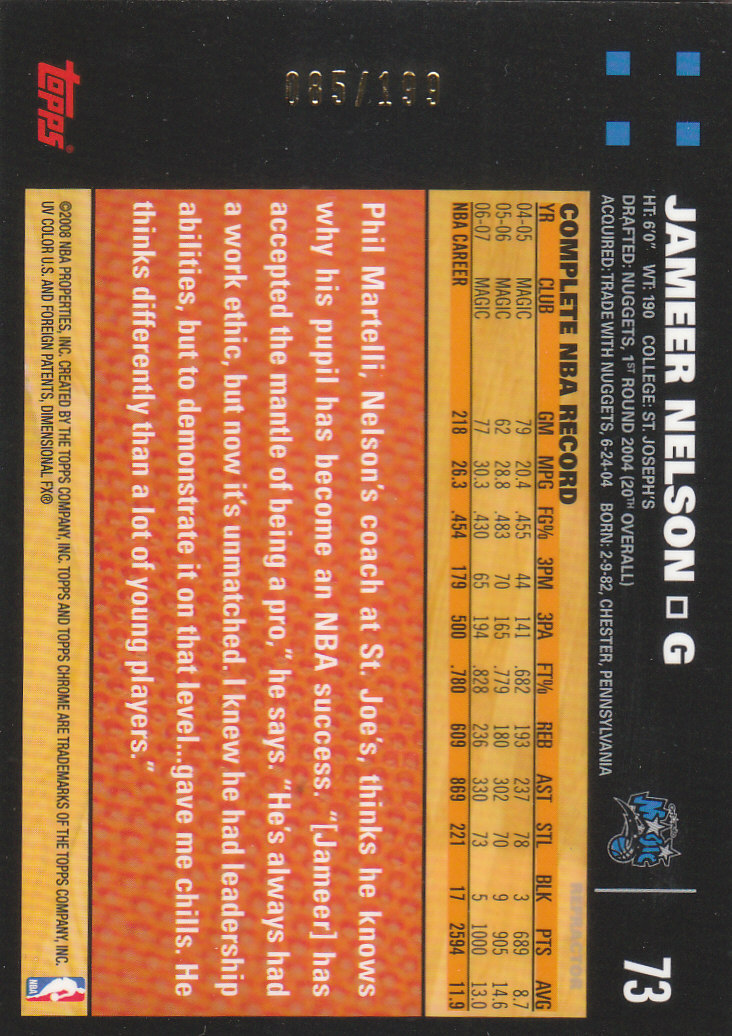 JAMEER NELSON □ G
73
HT: 6'0" WT: 190 COLLEGE: ST. JOSEPH'S
DRAFTED: NUGGETS, 1ST ROUND 2004 (20TH OVERALL)
ACQUIRED: TRADE WITH NUGGETS, 6-24-04 BORN: 2-9-82, CHESTER, PENNSYLVANIA
MAGIC
REFRACTOR
COMPLETE NBA RECORD
YR CLUB GM MPG FG% 3PM 3PA FT% REB AST STL BLK PTS AVG
04-05 MAGIC 79 20.4 .455 44 141 .682 193 237 78 3 689 8.7
05-06 MAGIC 62 28.8 .483 70 165 .779 180 302 70 9 905 14.6
06-07 MAGIC 77 30.3 .430 65 194 .828 236 330 73 5 1000 13.0
NBA CAREER 218 26.3 .454 179 500 .780 609 869 221 17 2594 11.9
085/199
Phil Martelli, Nelson's coach at St. Joe's, thinks he knows
why his pupil has become an NBA success. "[Jameer] has
accepted the mantle of being a pro," he says. "He's always had
a work ethic, but now it's unmatched. I knew he had leadership
abilities, but to demonstrate it on that level...gave me chills. He
thinks differently than a lot of young players."
topps®
©2008 NBA PROPERTIES, INC. CREATED BY THE TOPPS COMPANY, INC. TOPPS AND TOPPS CHROME ARE TRADEMARKS OF THE TOPPS COMPANY, INC.
UV COLOR U.S. AND FOREIGN PATENTS, DIMENSIONAL FX®
NBA